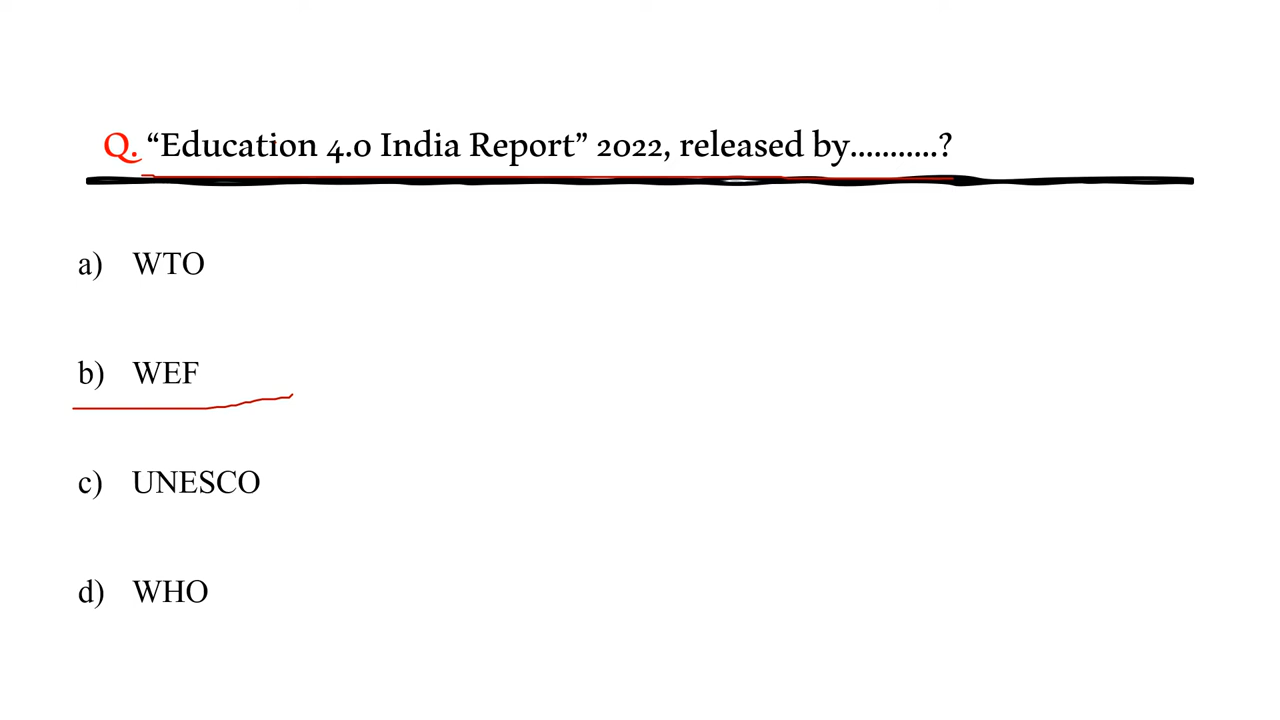 Q. “Education 4.0 India Report” 2022, released by...........?
a) WTO
b) WEF
c) UNESCO
d) WHO